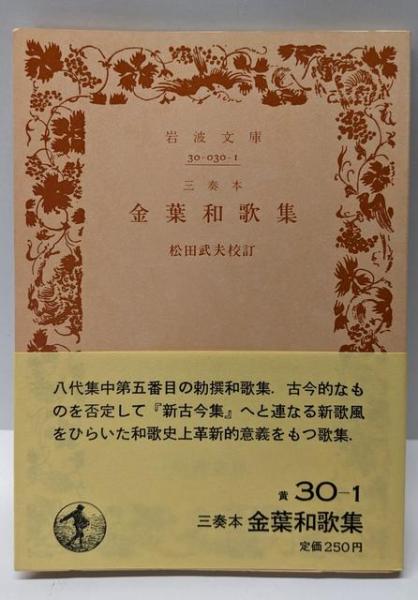 岩波文庫
30-030-1
三奏本
金葉和歌集
松田武夫校訂
八代集中第五番目の勅撰和歌集. 古今的なも
のを否定して『新古今集』へと連なる新歌風
をひらいた和歌史上革新的意義をもつ歌集.
黄 30-1
三奏本 金葉和歌集
定価250円